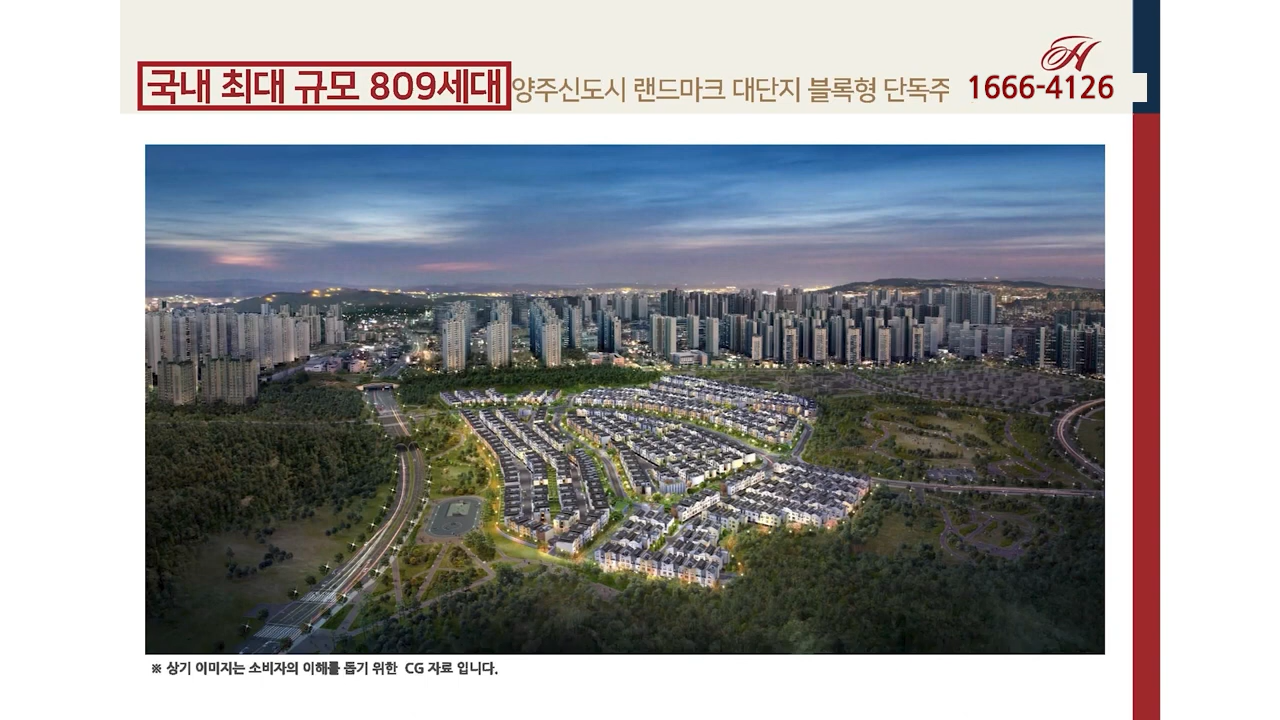 국내 최대 규모 809세대 양주신도시 랜드마크 대단지 블록형 단독주
H
1666-4126
※ 상기 이미지는 소비자의 이해를 돕기 위한 CG 자료 입니다.